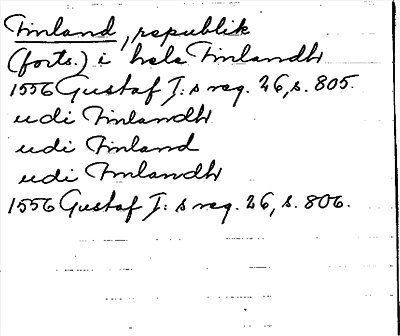 Finland, republik
(forts.) i hele Finlandh
1556 Gustaf I:s reg. 26, s. 805.
udi Finlandh
udi Finland
udi Finlandh
1556 Gustaf I:s reg. 26, s. 806.